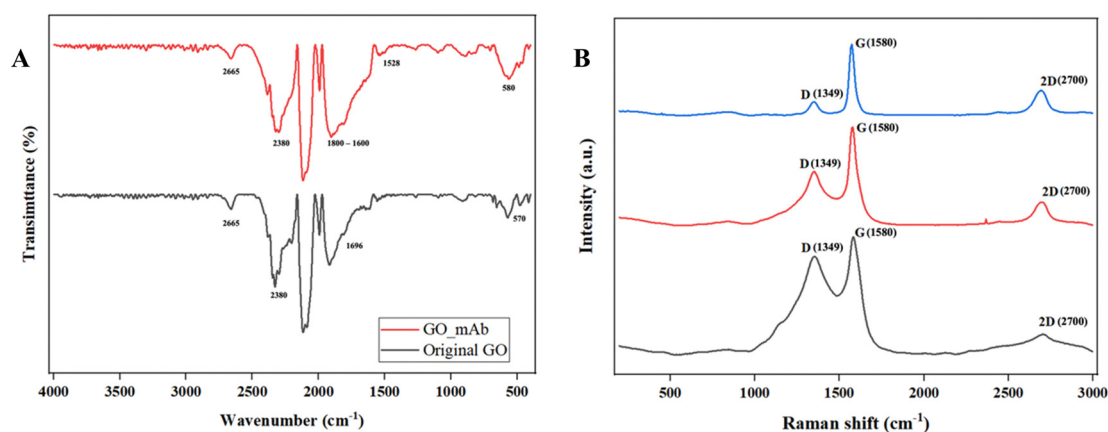 A
Transimittance (%)
2665
2380
1800 – 1600
1528
580
2665
2380
1696
570
GO_mAb
Original GO
4000 3500 3000 2500 2000 1500 1000 500
Wavenumber (cm⁻¹)
B
Intensity (a.u.)
G (1580)
D (1349)
2D (2700)
G (1580)
D (1349)
2D (2700)
G (1580)
D (1349)
2D (2700)
500 1000 1500 2000 2500 3000
Raman shift (cm⁻¹)